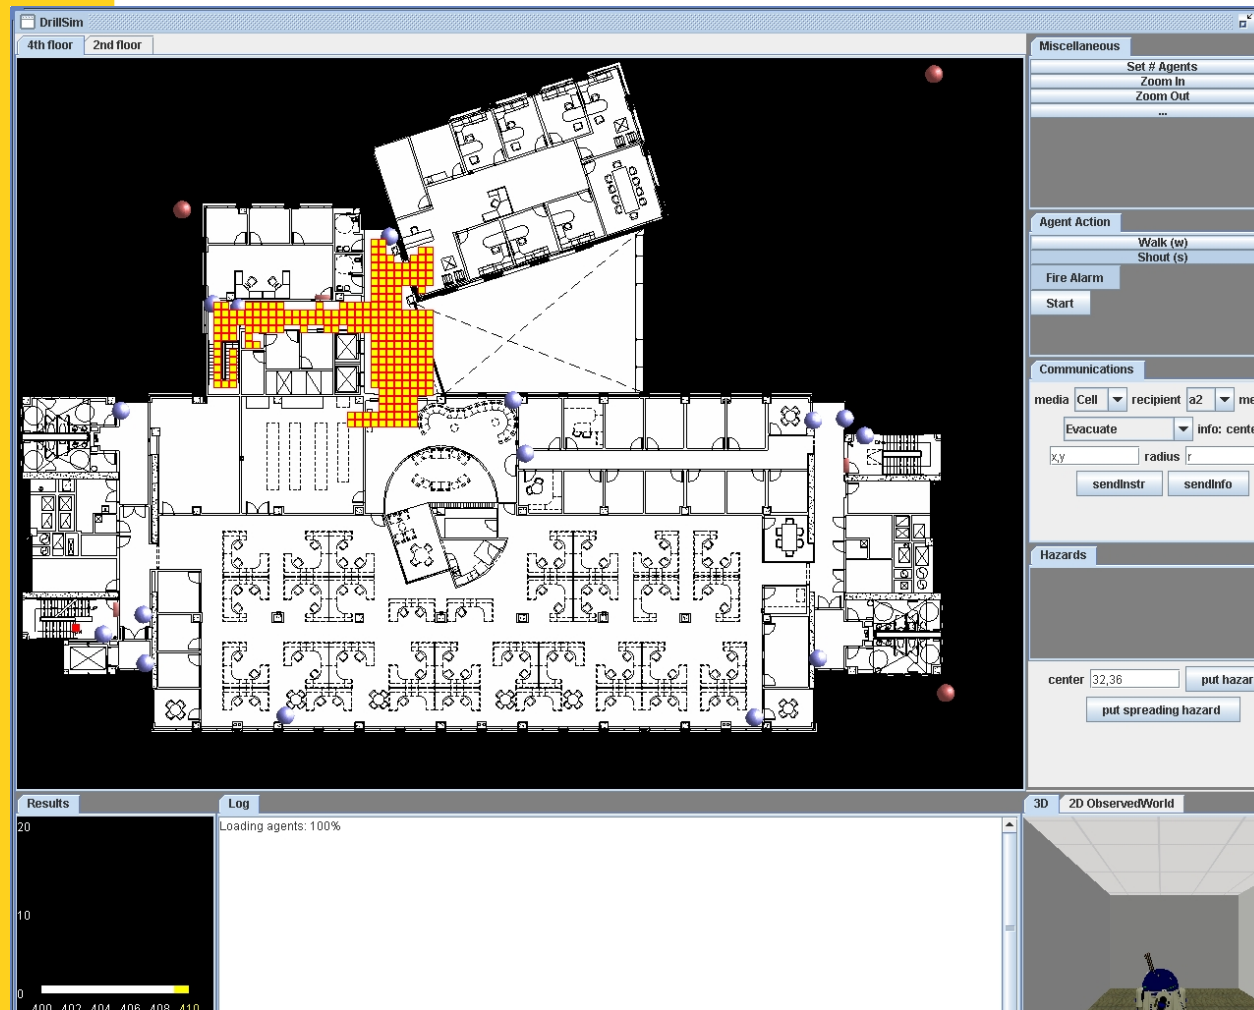 DrillSim
4th floor 2nd floor
Miscellaneous
Set # Agents
Zoom In
Zoom Out
...
Agent Action
Walk (w)
Shout (s)
Fire Alarm
Start
Communications
media Cell recipient a2 me
Evacuate info: cente
x,y radius r
sendInstr sendInfo
Hazards
center 32,36 put hazar
put spreading hazard
Results
20
10
0
400 402 404 406 408 410
Log
Loading agents: 100%
3D 2D ObservedWorld